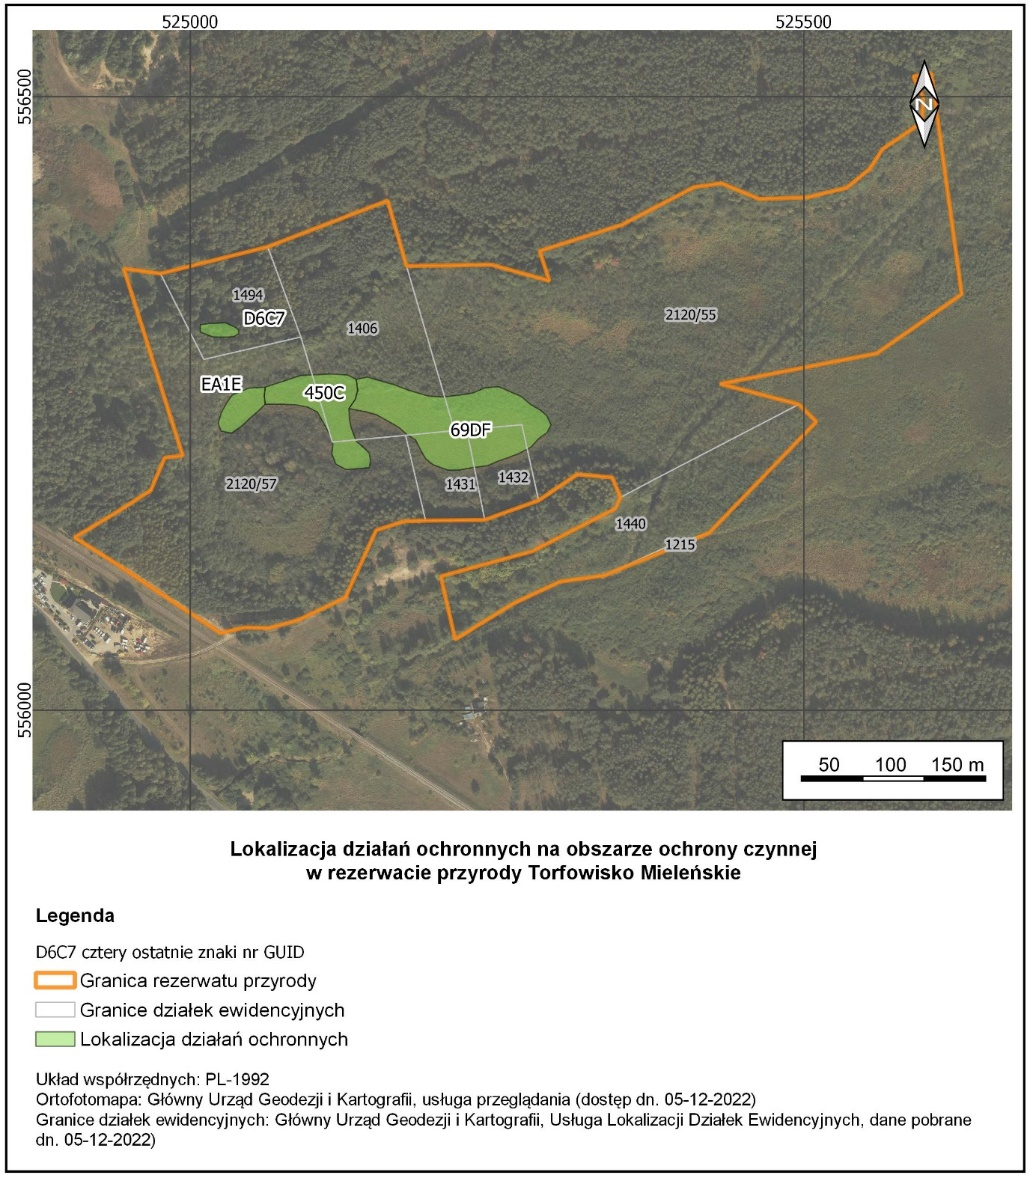 525000 525500
556500
N
1494
D6C7
1406
2120/55
EA1E
450C
69DF
2120/57
1431
1432
1440
1215
556000
50 100 150 m
Lokalizacja działań ochronnych na obszarze ochrony czynnej
w rezerwacie przyrody Torfowisko Mieleńskie
Legenda
D6C7 cztery ostatnie znaki nr GUID
Granica rezerwatu przyrody
Granice działek ewidencyjnych
Lokalizacja działań ochronnych
Układ współrzędnych: PL-1992
Ortofotomapa: Główny Urząd Geodezji i Kartografii, usługa przeglądania (dostęp dn. 05-12-2022)
Granice działek ewidencyjnych: Główny Urząd Geodezji i Kartografii, Usługa Lokalizacji Działek Ewidencyjnych, dane pobrane
dn. 05-12-2022)